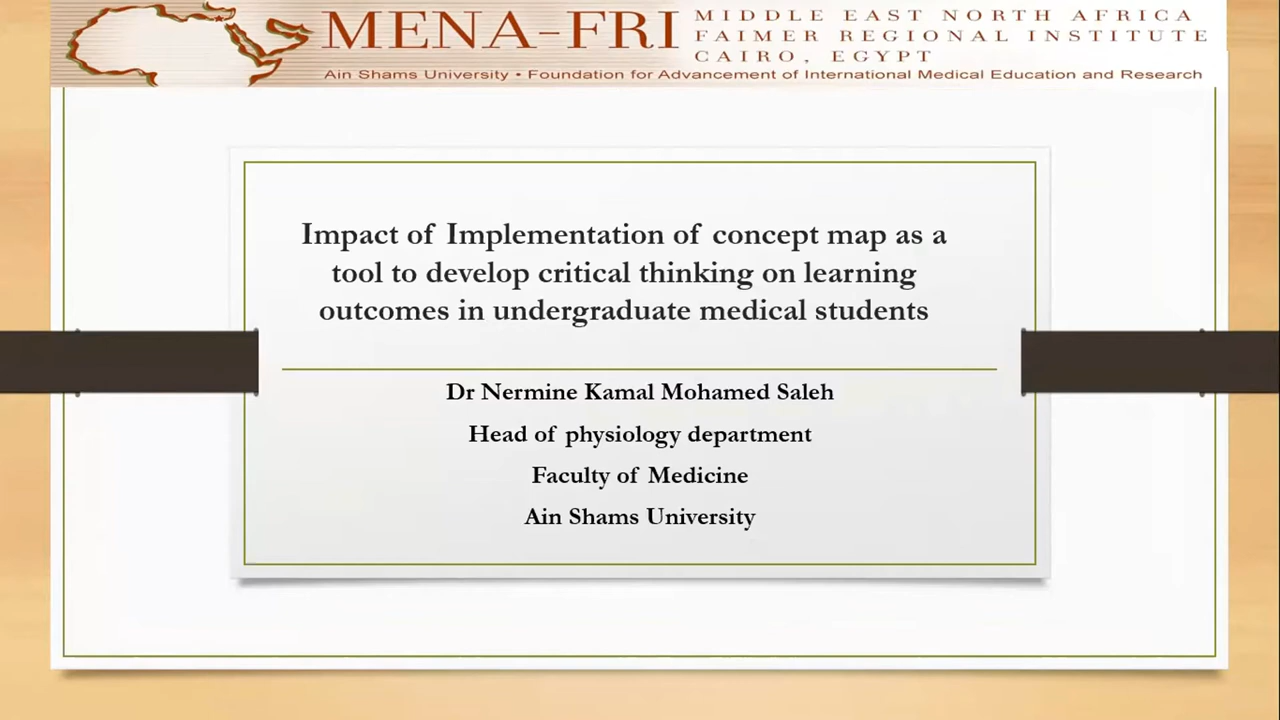 MENA-FRI
MIDDLE EAST NORTH AFRICA
FAIMER REGIONAL INSTITUTE
CAIRO, EGYPT
Ain Shams University • Foundation for Advancement of International Medical Education and Research
Impact of Implementation of concept map as a
tool to develop critical thinking on learning
outcomes in undergraduate medical students
Dr Nermine Kamal Mohamed Saleh
Head of physiology department
Faculty of Medicine
Ain Shams University